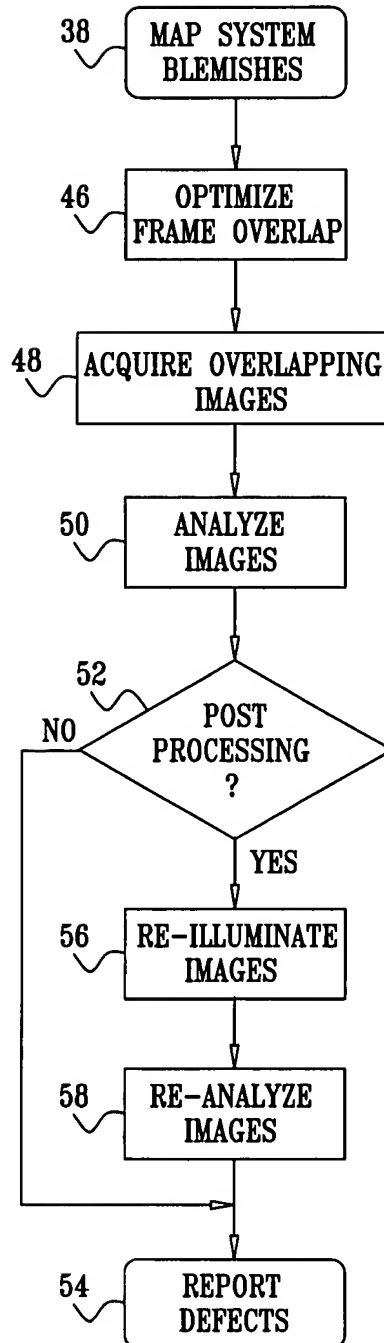 38
MAP SYSTEM
BLEMISHES
46
OPTIMIZE
FRAME OVERLAP
48
ACQUIRE OVERLAPPING
IMAGES
50
ANALYZE
IMAGES
52
NO
POST
PROCESSING
?
YES
56
RE-ILLUMINATE
IMAGES
58
RE-ANALYZE
IMAGES
54
REPORT
DEFECTS